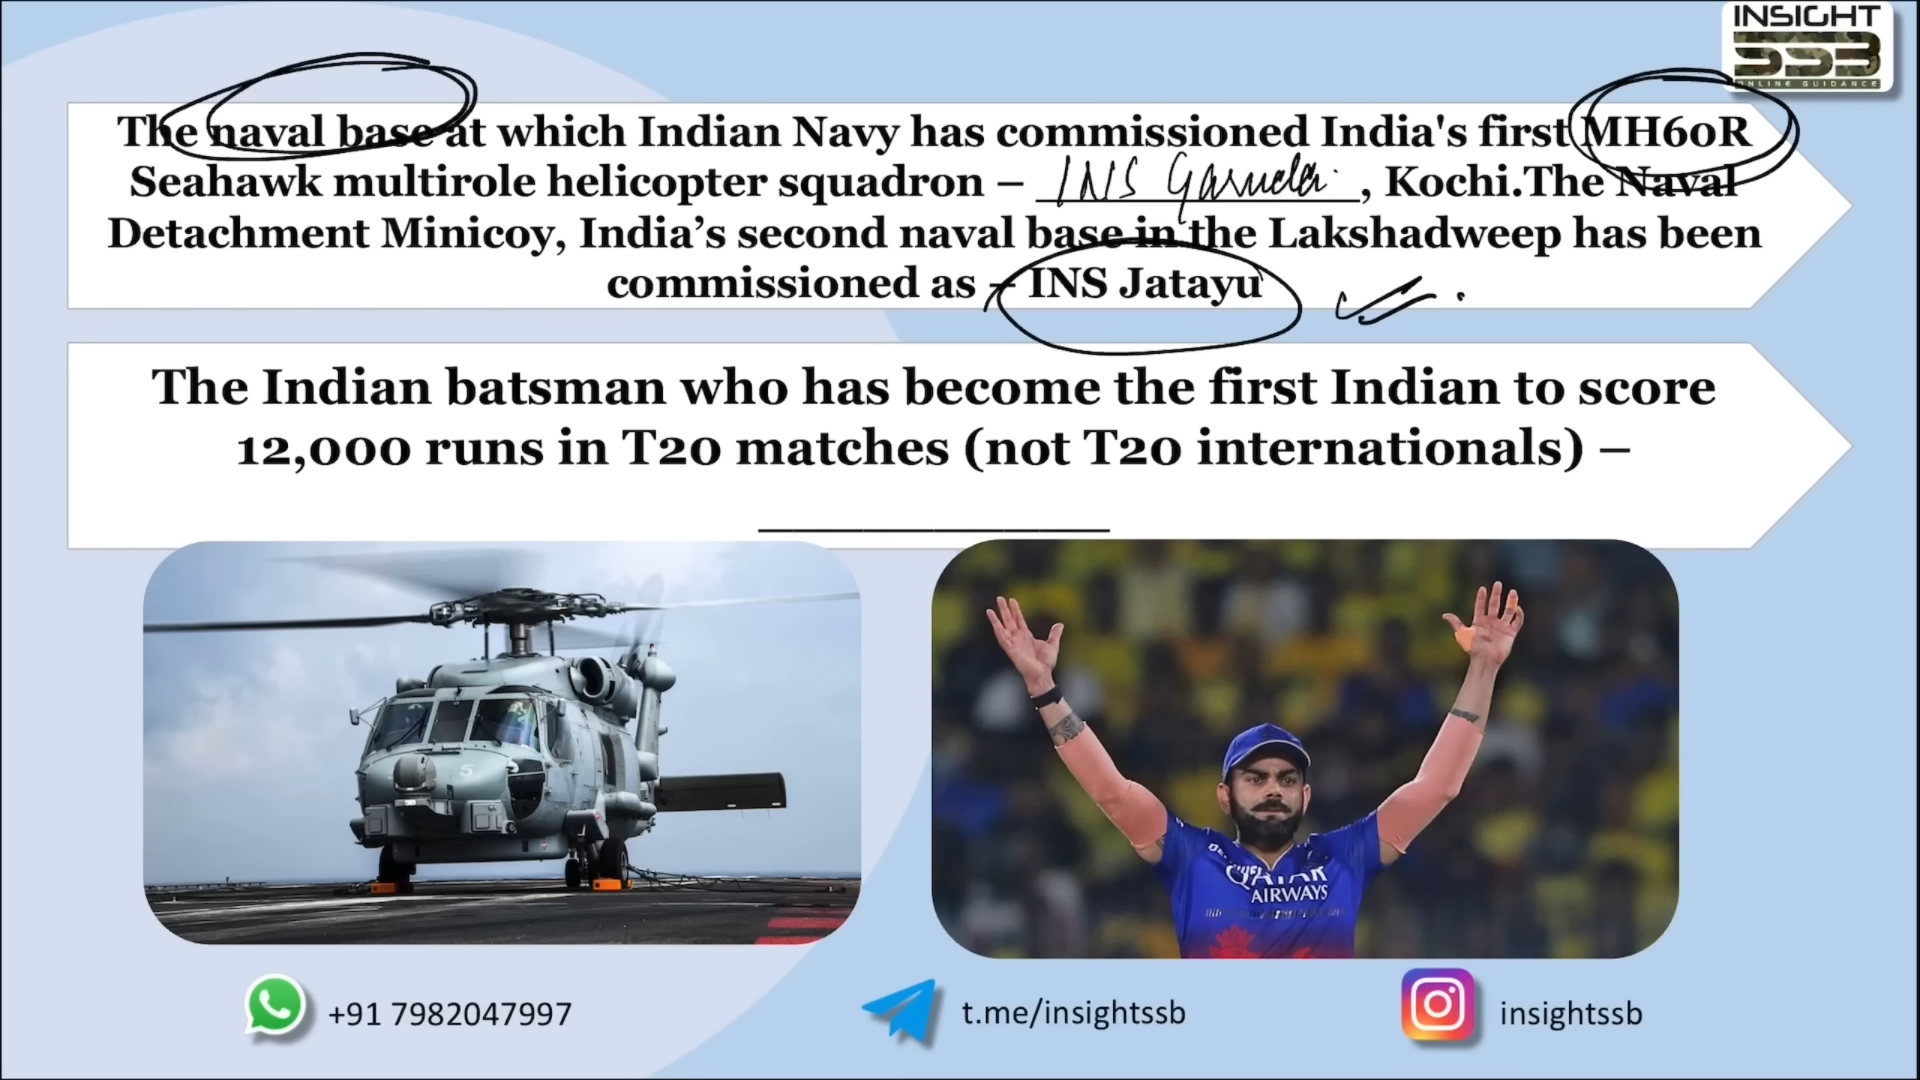 INSIGHT
SSB
ONLINE GUIDANCE
The naval base at which Indian Navy has commissioned India's first MH60R
Seahawk multirole helicopter squadron – INS Garuda, Kochi.The Naval
Detachment Minicoy, India’s second naval base in the Lakshadweep has been
commissioned as – INS Jatayu
The Indian batsman who has become the first Indian to score
12,000 runs in T20 matches (not T20 internationals) –
5
QATAR
AIRWAYS
+91 7982047997
t.me/insightssb
insightssb